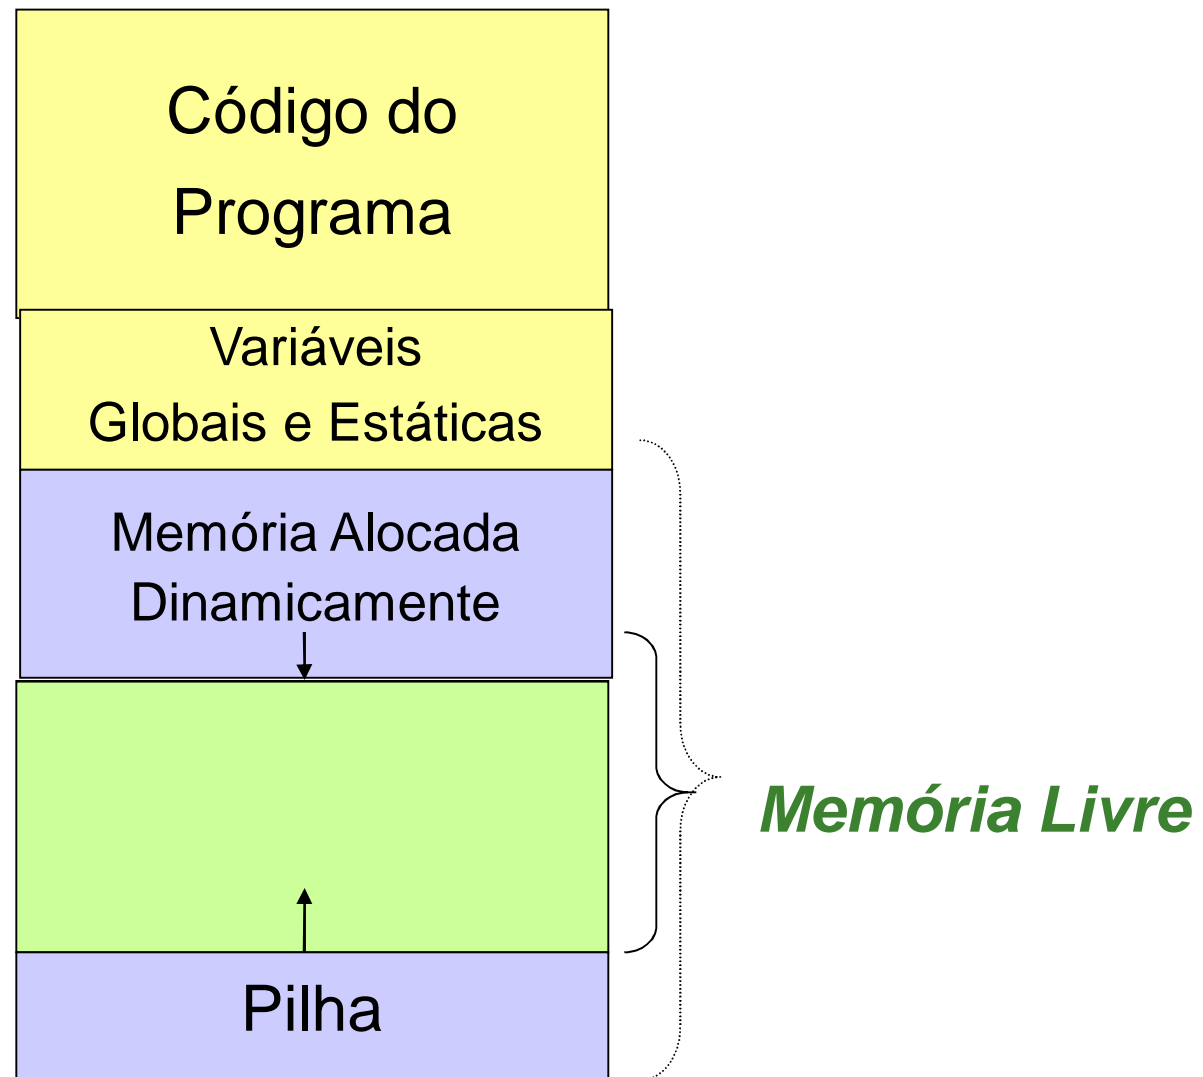 Código do
Programa
Variáveis
Globais e Estáticas
Memória Alocada
Dinamicamente
Memória Livre
Pilha